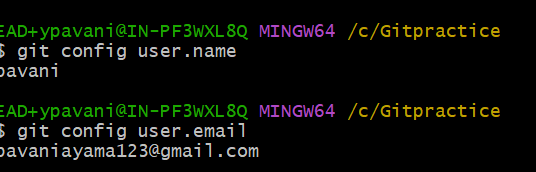 EAD+ypavani@IN-PF3WXL8Q MINGW64 /c/Gitpractice
$ git config user.name
pavani

EAD+ypavani@IN-PF3WXL8Q MINGW64 /c/Gitpractice
$ git config user.email
pavaniayama123@gmail.com